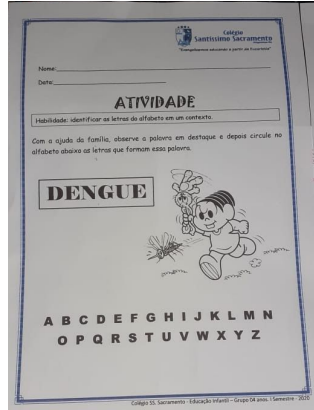 Colégio
Santíssimo Sacramento
"Evangelizamos educando a partir da Eucaristia"
Nome:
Data:
ATIVIDADE
Habilidade: identificar as letras do alfabeto em um contexto.
Com a ajuda da família, observe a palavra em destaque e depois circule no
alfabeto abaixo as letras que formam essa palavra.
DENGUE
A B C D E F G H I J K L M N
O P Q R S T U V W X Y Z
Colégio SS. Sacramento - Educação Infantil – Grupo 04 anos. I Semestre - 2020